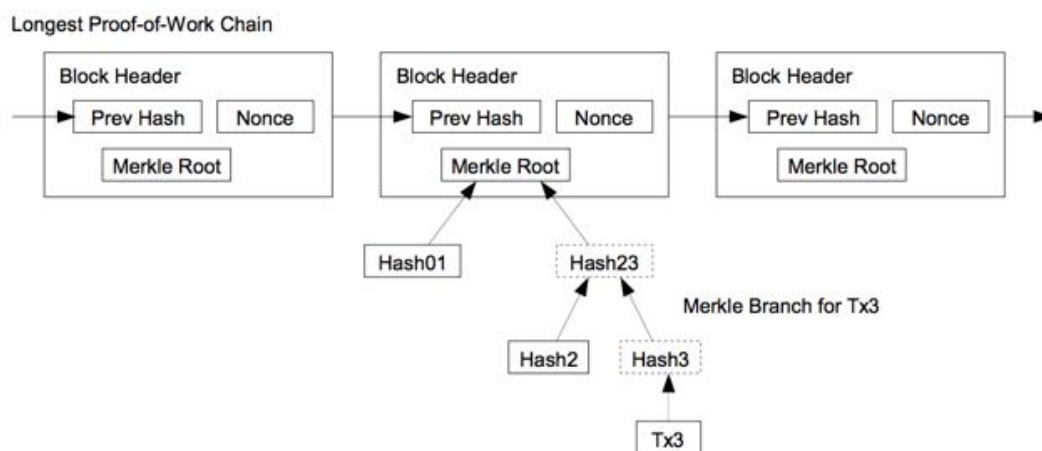 Longest Proof-of-Work Chain
Block Header Block Header Block Header
Prev Hash Nonce Prev Hash Nonce Prev Hash Nonce
Merkle Root Merkle Root Merkle Root
Hash01 Hash23
Merkle Branch for Tx3
Hash2 Hash3
Tx3